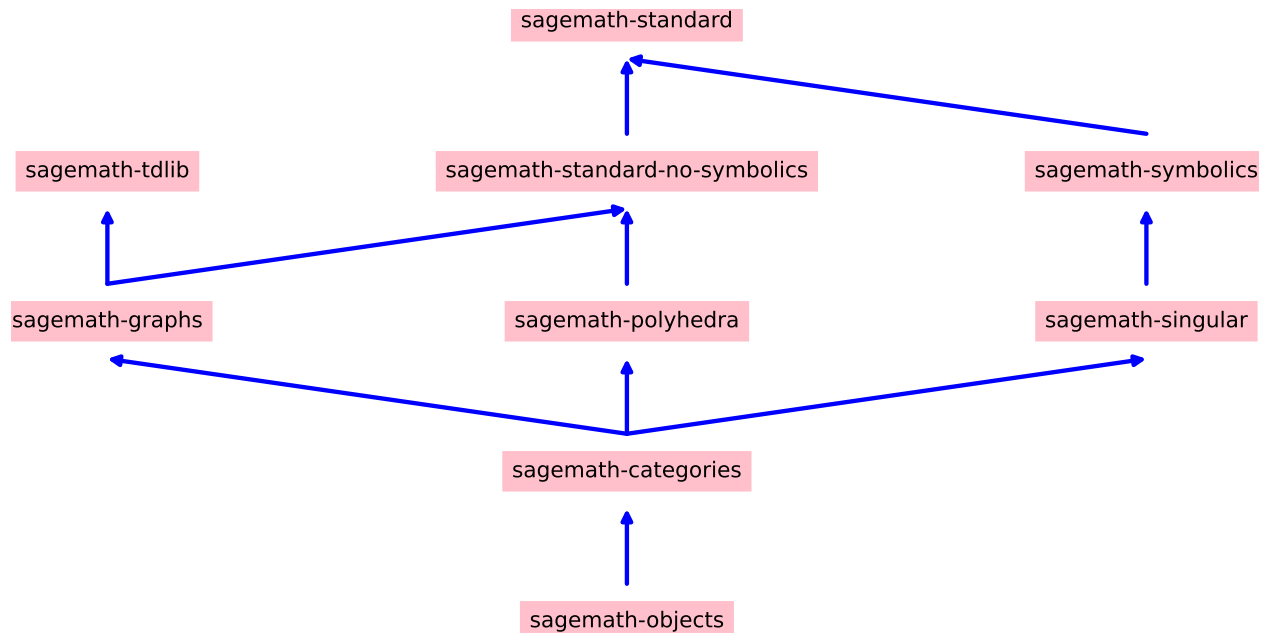 sagemath-standard
sagemath-tdlib
sagemath-standard-no-symbolics
sagemath-symbolics
sagemath-graphs
sagemath-polyhedra
sagemath-singular
sagemath-categories
sagemath-objects